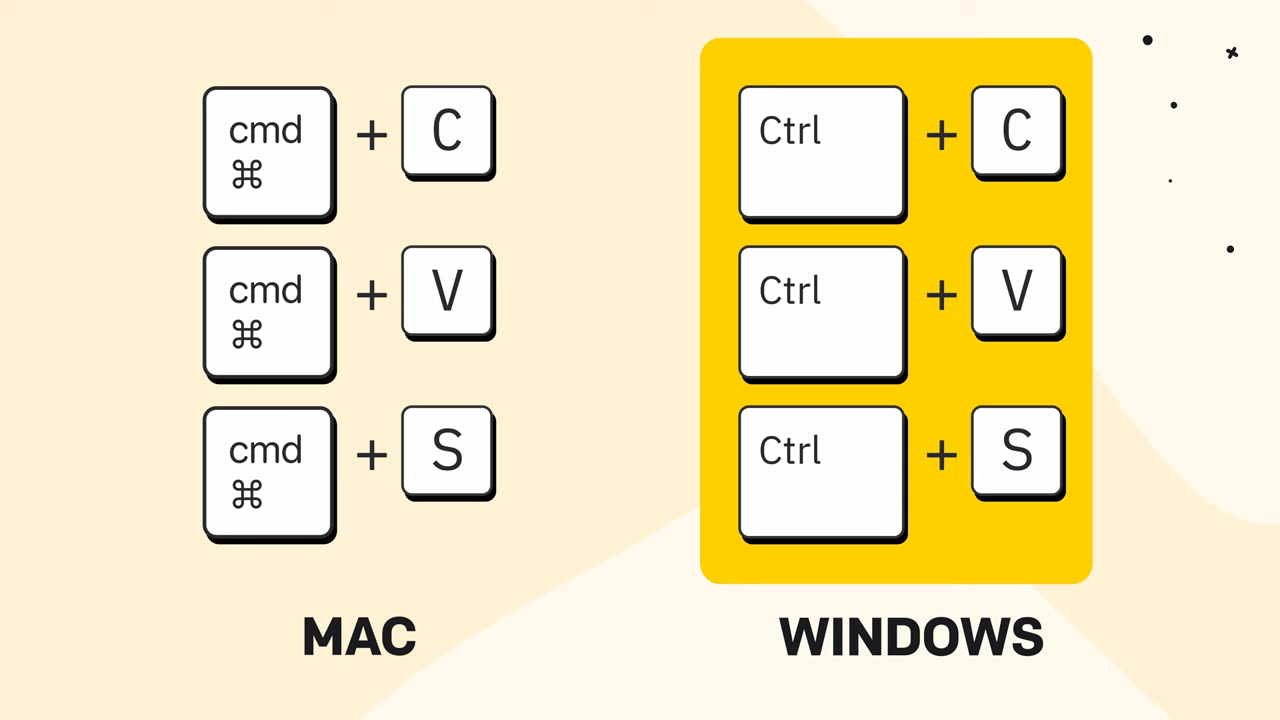 cmd
⌘ + C
cmd
⌘ + V
cmd
⌘ + S
MAC
Ctrl + C
Ctrl + V
Ctrl + S
WINDOWS